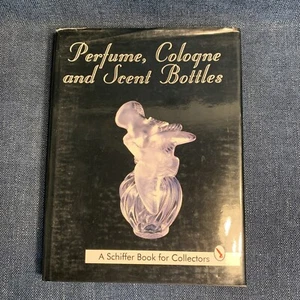 Perfume, Cologne
and Scent Bottles
A Schiffer Book for Collectors